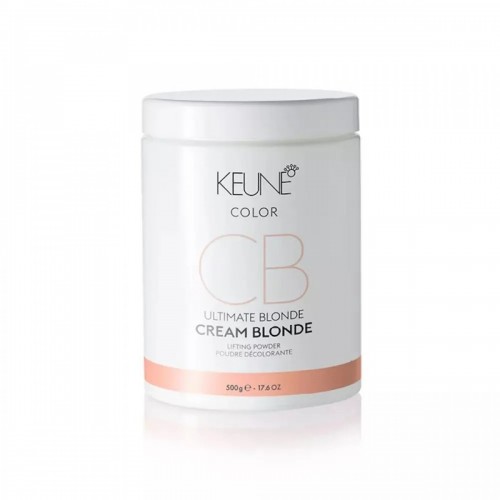 KEUNE
COLOR
CB
ULTIMATE BLONDE
CREAM BLONDE
LIFTING POWDER
POUDRE DÉCOLORANTE
500g ℮ - 17.6 OZ